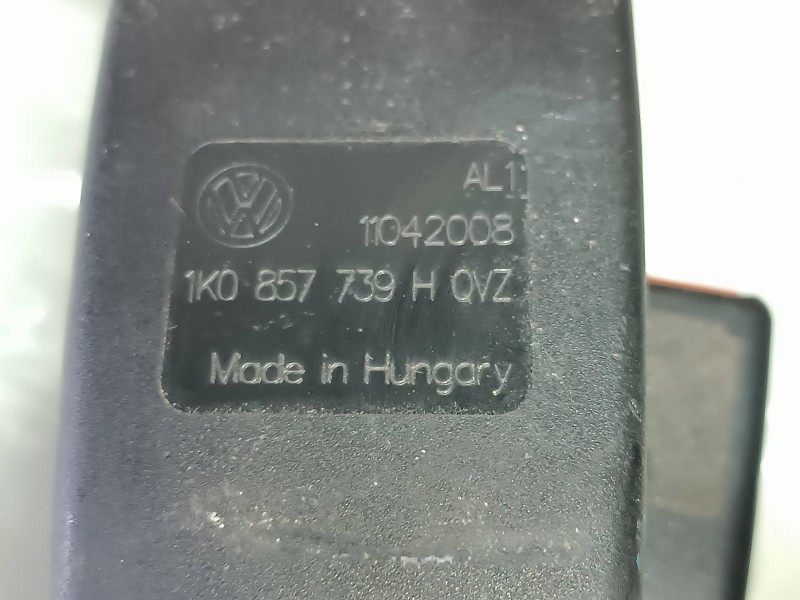 AL1
11042008
1K0 857 739 H QVZ
Made in Hungary